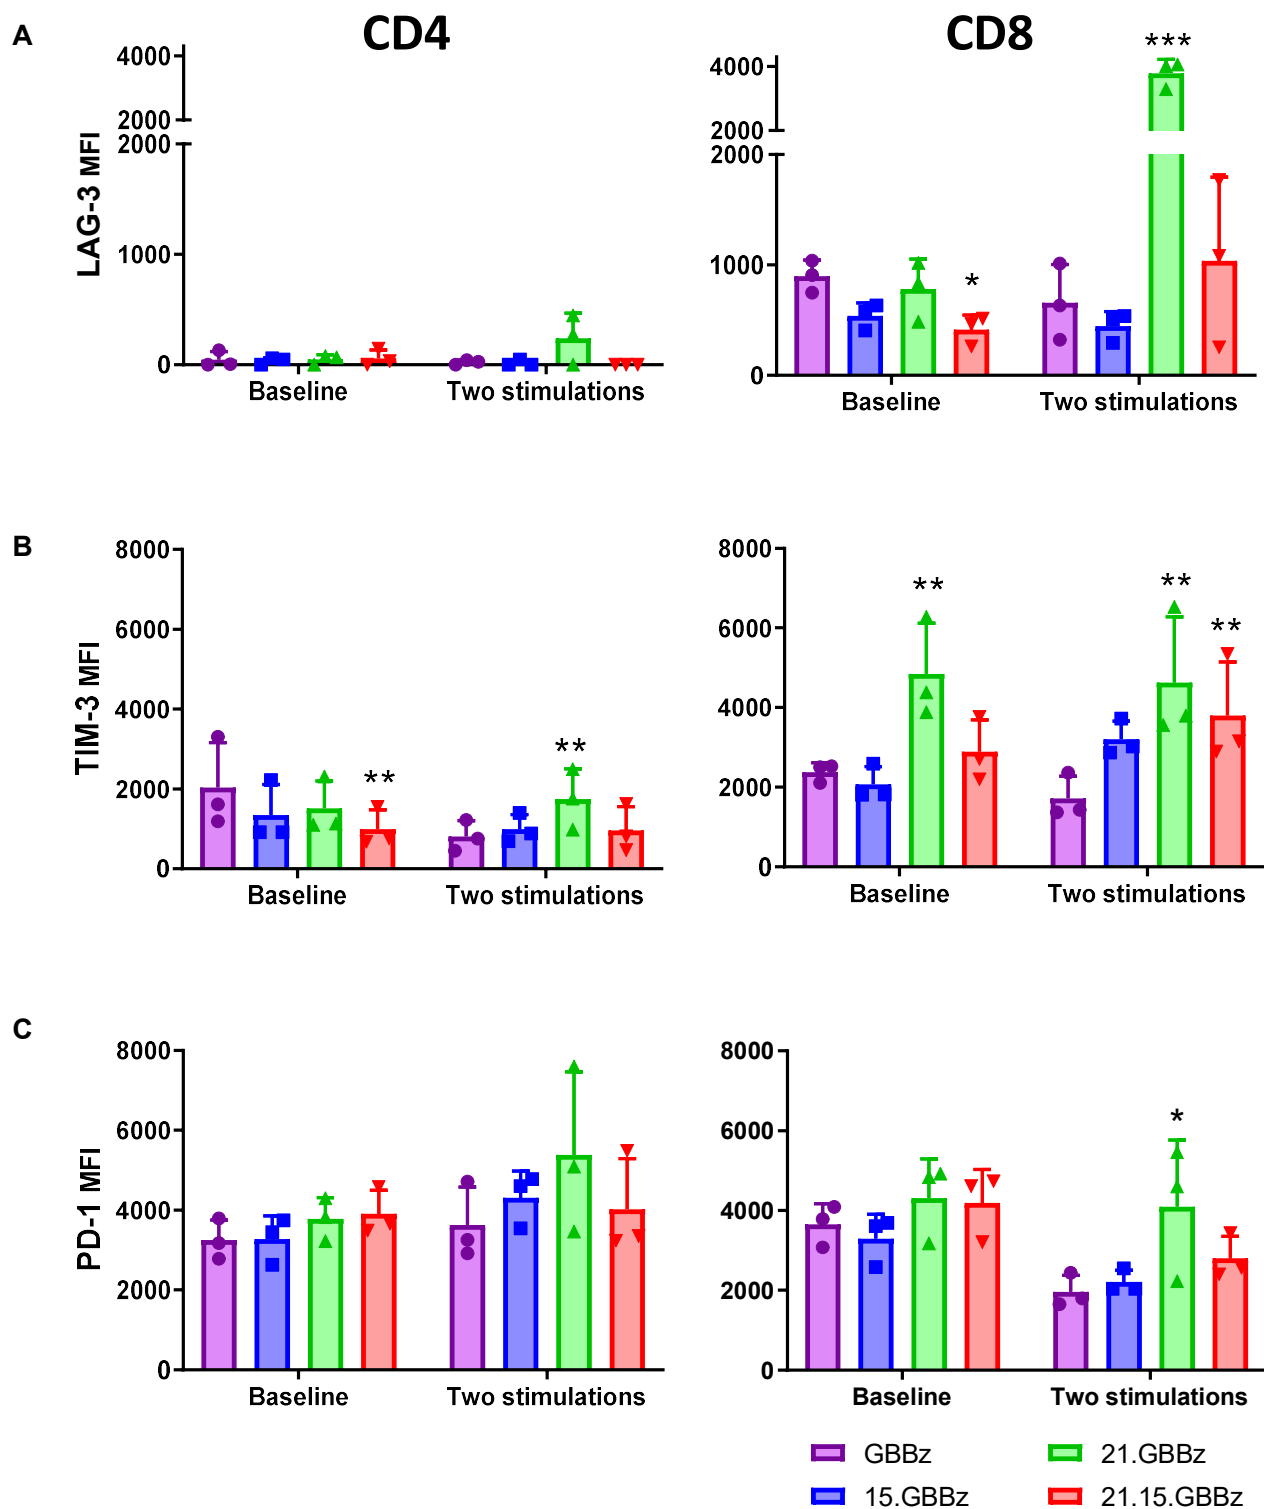 A
CD4
CD8
LAG-3 MFI
4000
2000
2000
1000
0
Baseline
Two stimulations
4000
2000
2000
1000
0
***
*
Baseline
Two stimulations
B
TIM-3 MFI
8000
6000
4000
2000
0
**
**
Baseline
Two stimulations
8000
6000
4000
2000
0
**
**
**
Baseline
Two stimulations
C
PD-1 MFI
8000
6000
4000
2000
0
Baseline
Two stimulations
8000
6000
4000
2000
0
*
Baseline
Two stimulations
GBBz
21.GBBz
15.GBBz
21.15.GBBz